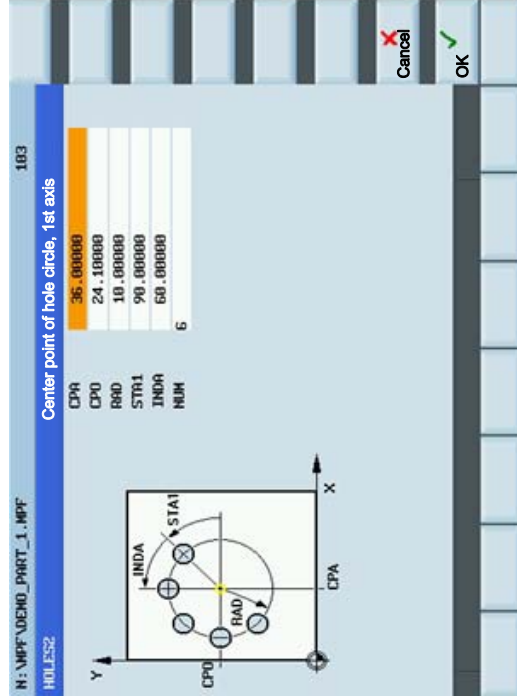 N:\MPF\DEMO_PART_1.MPF 183
HOLES2 Center point of hole circle, 1st axis
CPA 36.00000
CPO 24.10000
RAD 10.00000
STA1 90.00000
INDA 60.00000
NUM 6
Y
INDA
STA1
RAD
CPO
CPA
X
Cancel
OK